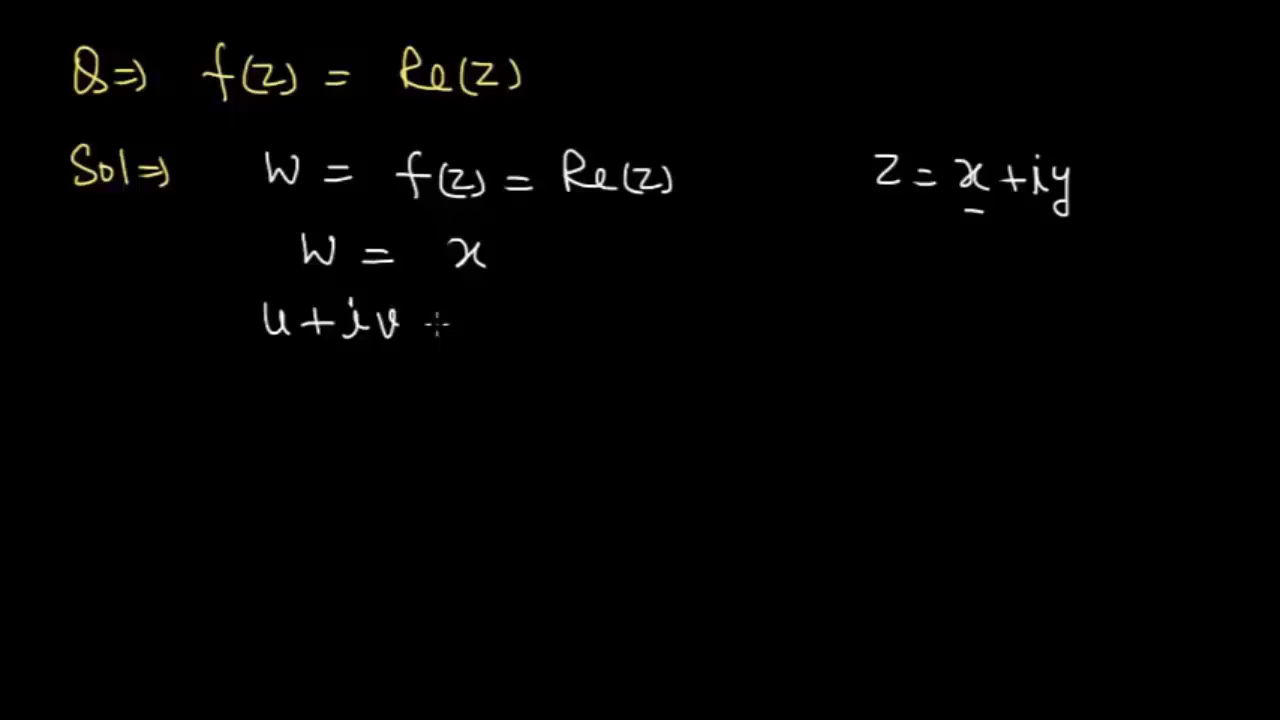 Q⇒ f(z) = Re(z)
Sol⇒ W = f(z) = Re(z) z = x + iy
W = x
u + iv